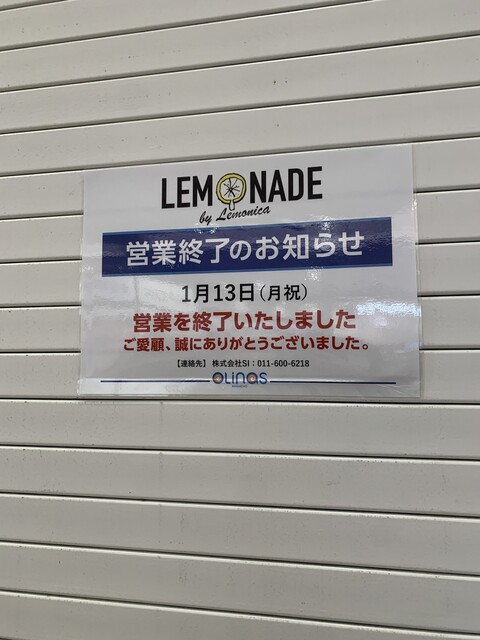 LEMONADE
by Lemonica
営業終了のお知らせ
1月13日(月祝)
営業を終了いたしました
ご愛顧、誠にありがとうございました。
【連絡先】 株式会社SI:011-600-6218
OLINAS